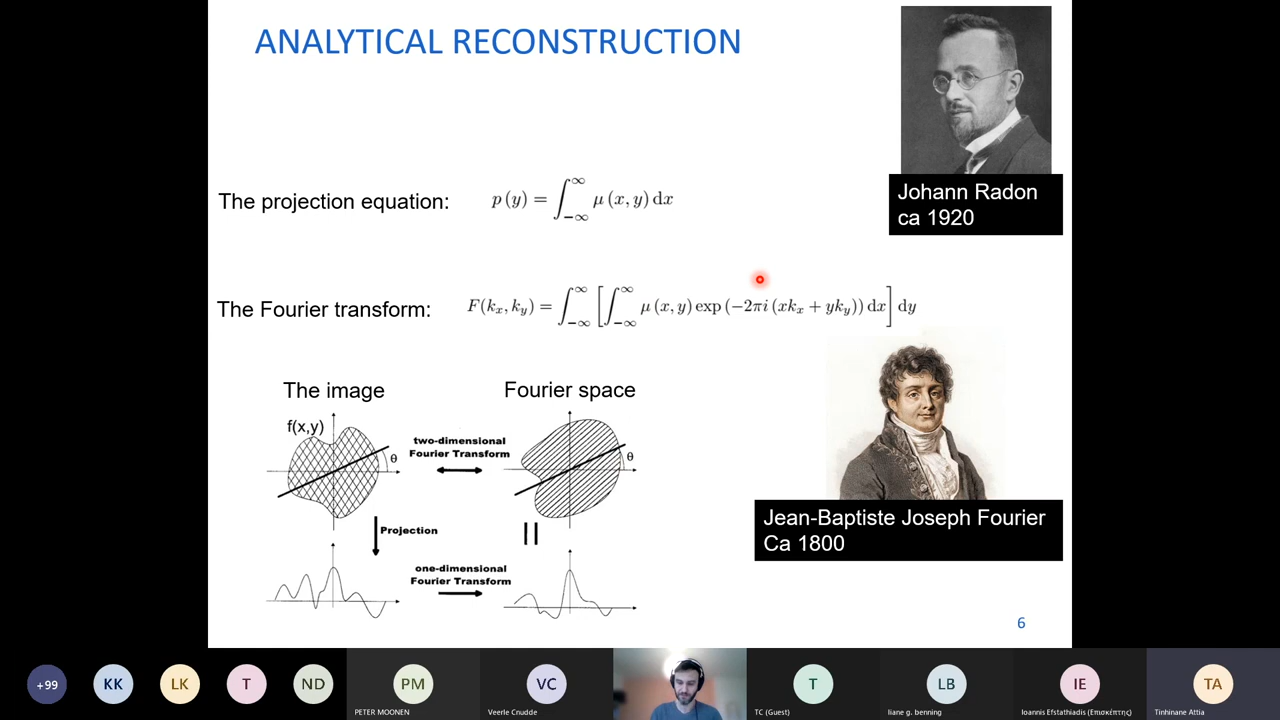 ANALYTICAL RECONSTRUCTION
Johann Radon
ca 1920
The projection equation:
p (y) = ∫_{−∞}^{∞} μ (x, y) dx
The Fourier transform:
F(k_x, k_y) = ∫_{−∞}^{∞} [ ∫_{−∞}^{∞} μ (x, y) exp (−2πi (xk_x + yk_y)) dx ] dy
The image
Fourier space
f(x,y)
θ
two-dimensional
Fourier Transform
θ
Projection
||
one-dimensional
Fourier Transform
Jean-Baptiste Joseph Fourier
Ca 1800
6
+99
KK
LK
T
ND
PM
PETER MOONEN
VC
Veerle Cnudde
T
TC (Guest)
LB
liane g. benning
IE
Ioannis Efstathiadis (Επισκέπτης)
TA
Tinhinane Attia